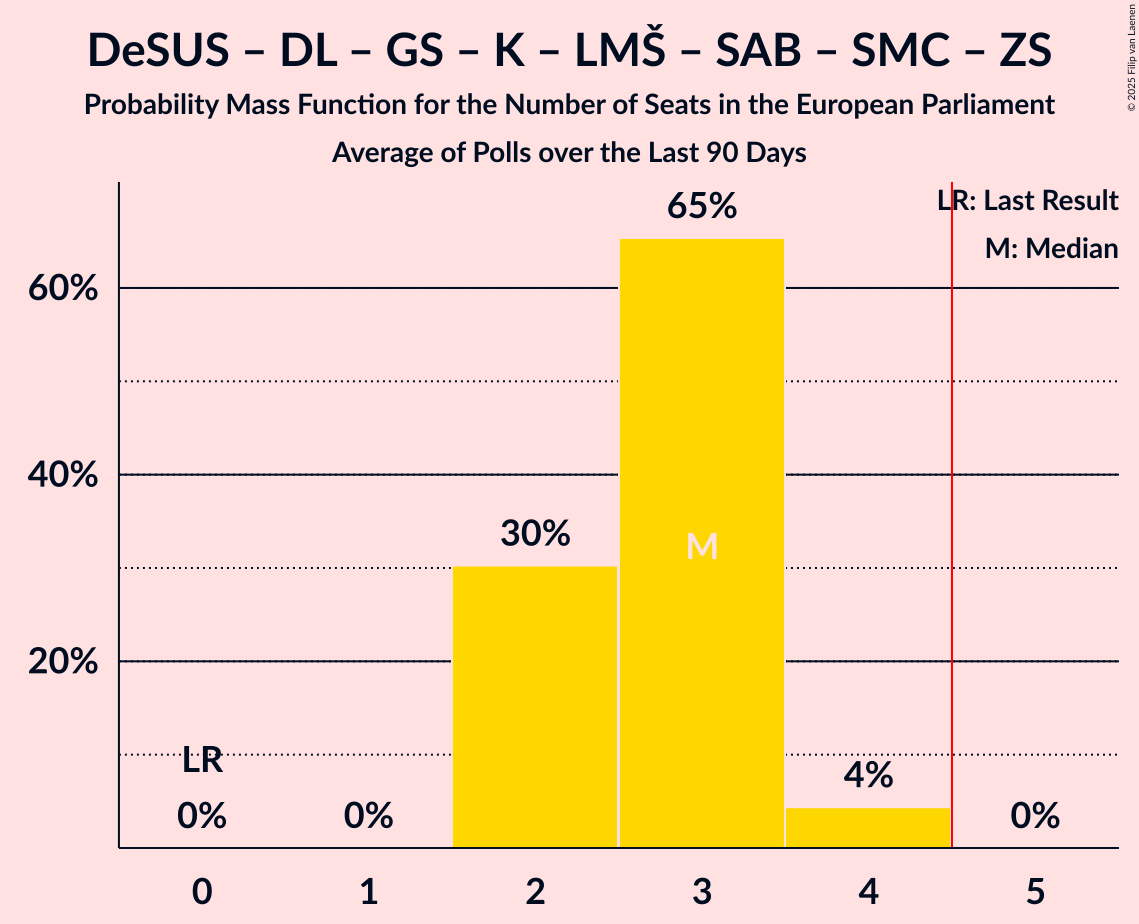 DeSUS – DL – GS – K – LMŠ – SAB – SMC – ZS
Probability Mass Function for the Number of Seats in the European Parliament
Average of Polls over the Last 90 Days
© 2025 Filip van Laenen
LR: Last Result
M: Median
65%
60%
40%
30%
M
20%
LR
4%
0%
0%
0%
0
1
2
3
4
5